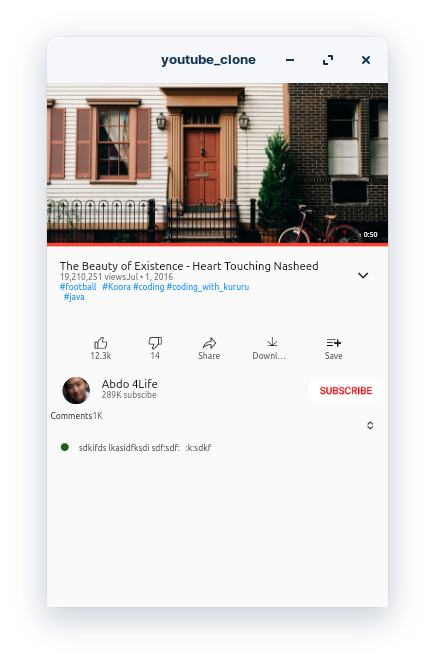 youtube_clone
0:50
The Beauty of Existence - Heart Touching Nasheed
19,210,251 viewsJul • 1, 2016
#football #Koora #coding #coding_with_kururu
#java
12.3k 14 Share Downl... Save
Abdo 4Life
289K subscibe
SUBSCRIBE
Comments1K
sdkifds lkasidfksdi sdf:sdf: :k:sdkf